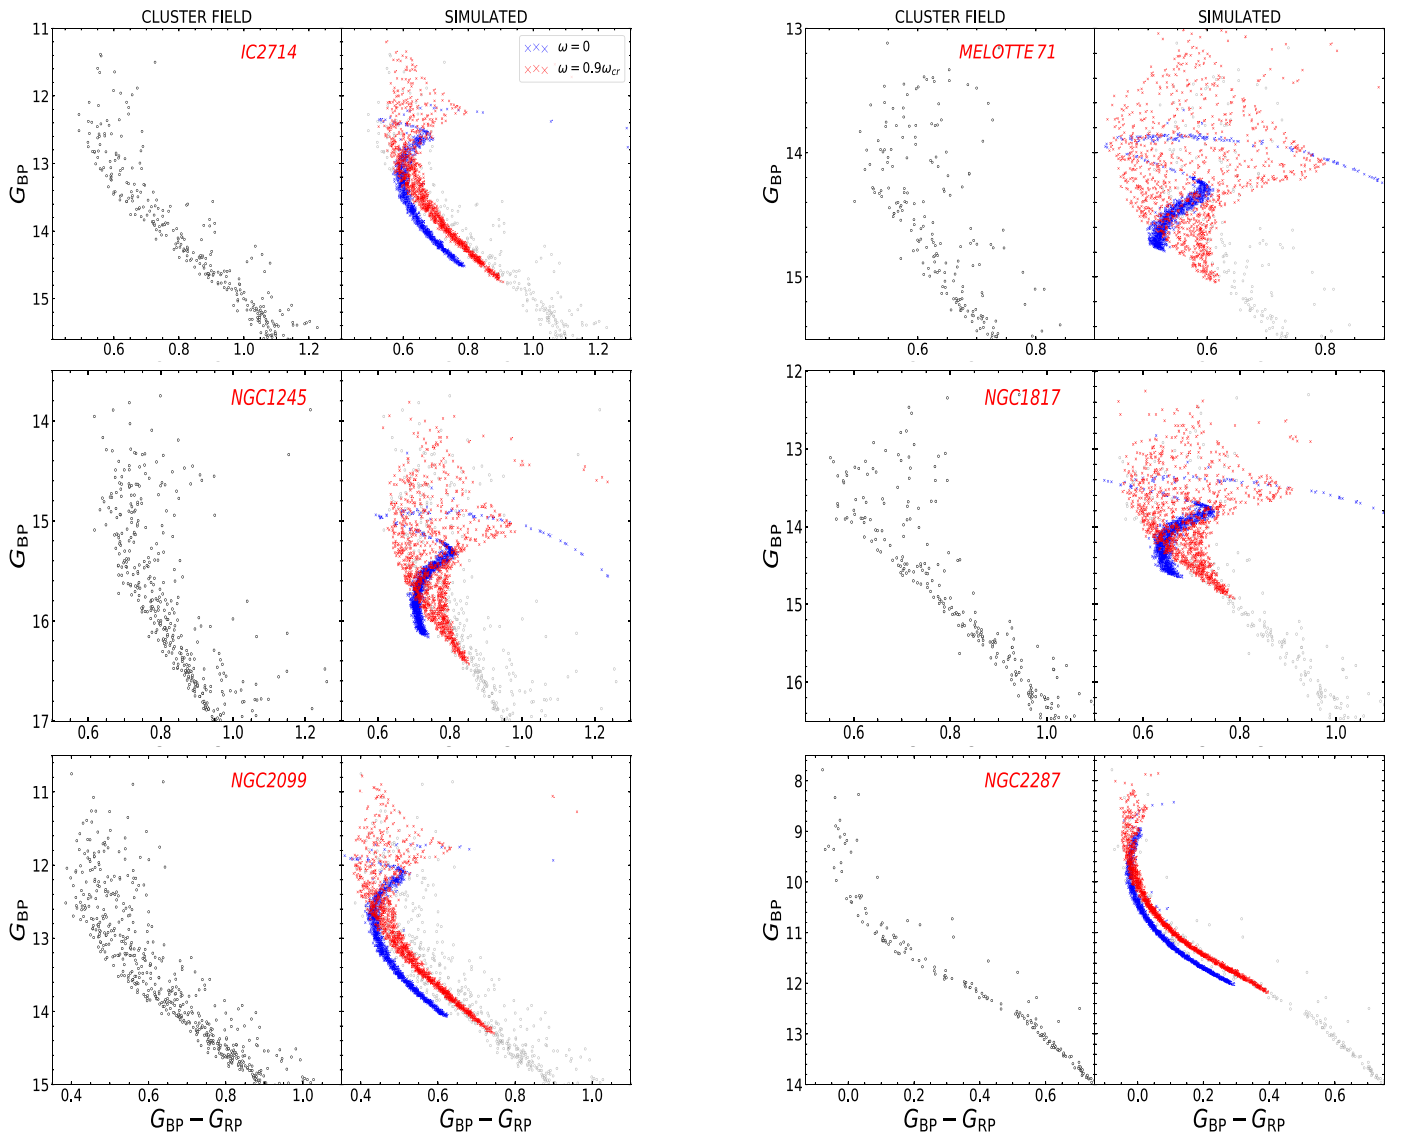 CLUSTER FIELD SIMULATED
IC2714
ω = 0
ω = 0.9ω_cr
G_BP
11
12
13
14
15
0.6 0.8 1.0 1.2 0.6 0.8 1.0 1.2
CLUSTER FIELD SIMULATED
MELOTTE 71
G_BP
13
14
15
0.6 0.7 0.8 0.6 0.8
NGC1245
G_BP
14
15
16
17
0.6 0.8 1.0 1.2 0.6 0.8 1.0 1.2
NGC1817
G_BP
12
13
14
15
16
0.6 0.8 1.0 0.6 0.8 1.0
NGC2099
G_BP
11
12
13
14
15
0.4 0.6 0.8 1.0 0.4 0.6 0.8 1.0
G_BP − G_RP G_BP − G_RP
NGC2287
G_BP
8
9
10
11
12
13
14
0.0 0.2 0.4 0.6 0.0 0.2 0.4 0.6
G_BP − G_RP G_BP − G_RP